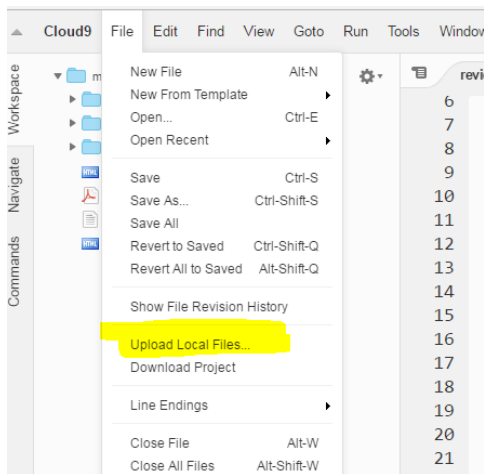 Cloud9 File Edit Find View Goto Run Tools Window
Workspace
Navigate
Commands
m
HTML
HTML
New File Alt-N
New From Template
Open... Ctrl-E
Open Recent
Save Ctrl-S
Save As... Ctrl-Shift-S
Save All
Revert to Saved Ctrl-Shift-Q
Revert All to Saved Alt-Shift-Q
Show File Revision History
Upload Local Files...
Download Project
Line Endings
Close File Alt-W
Close All Files Alt-Shift-W
revi
6
7
8
9
10
11
12
13
14
15
16
17
18
19
20
21